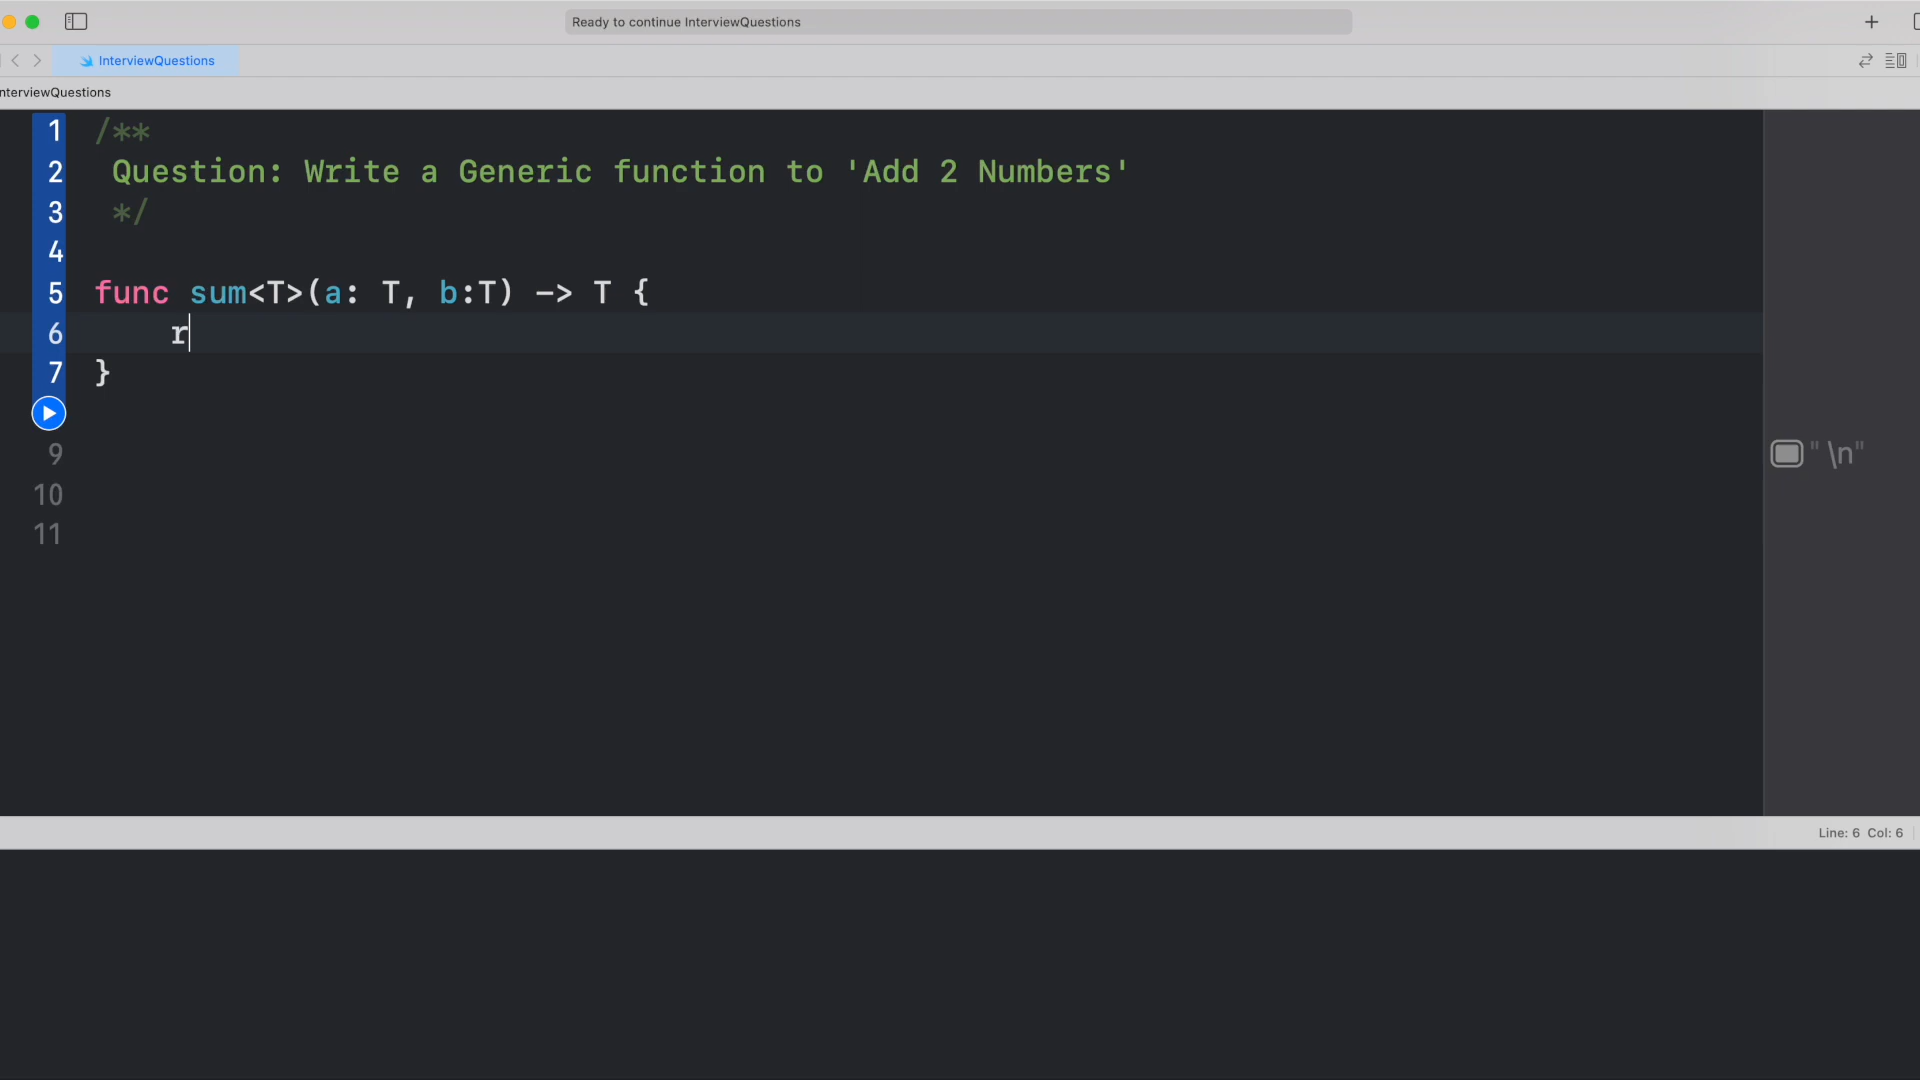 Ready to continue InterviewQuestions
InterviewQuestions
nterviewQuestions
1 /**
2 Question: Write a Generic function to 'Add 2 Numbers'
3 */
4
5 func sum<T>(a: T, b:T) -> T {
6 r
7 }
9 "\n"
10
11
Line: 6 Col: 6